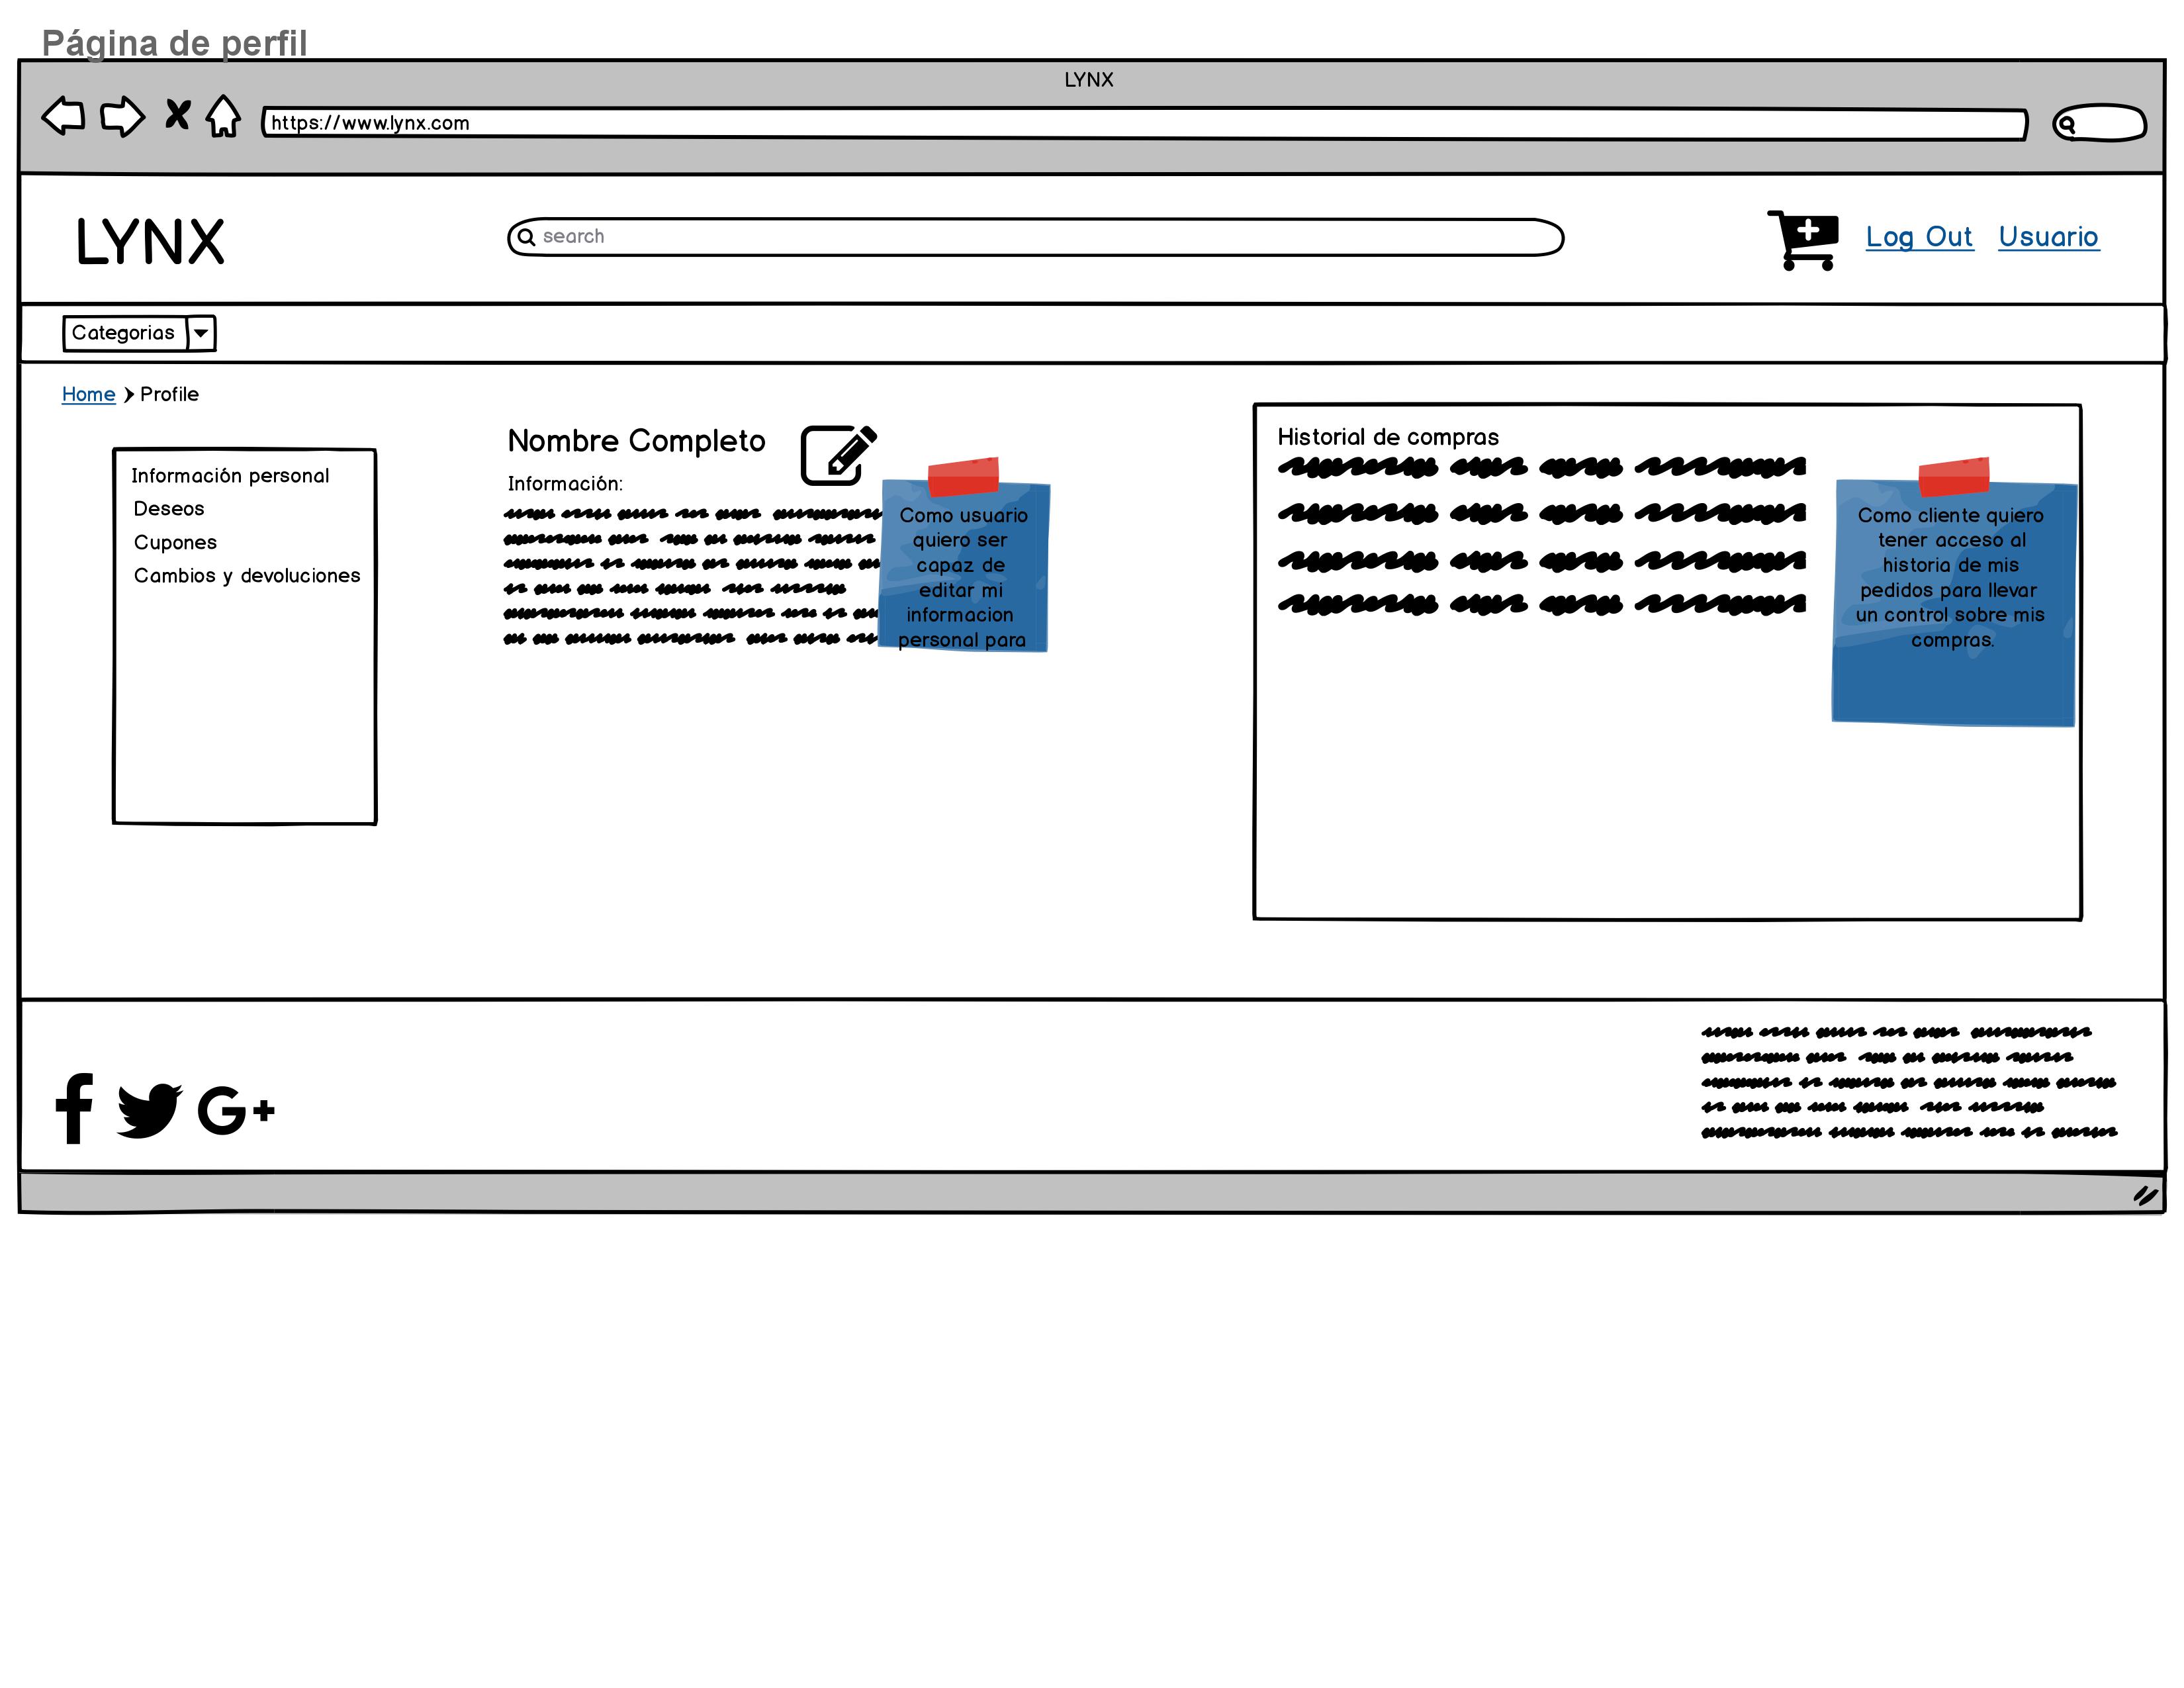 Página de perfil
LYNX
https://www.lynx.com
LYNX
search
Log Out Usuario
Categorias
Home Profile
Información personal
Deseos
Cupones
Cambios y devoluciones
Nombre Completo
Información:
Como usuario
quiero ser
capaz de
editar mi
informacion
personal para
Historial de compras
Como cliente quiero
tener acceso al
historia de mis
pedidos para llevar
un control sobre mis
compras.
G+